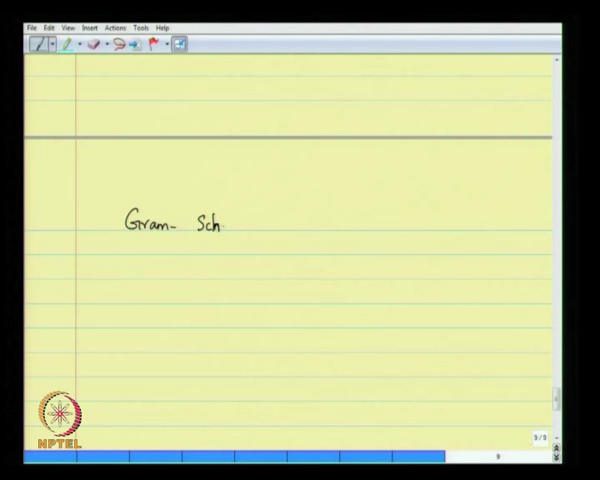 File Edit View Insert Actions Tools Help
Gram- Sch
NPTEL
9/9
9